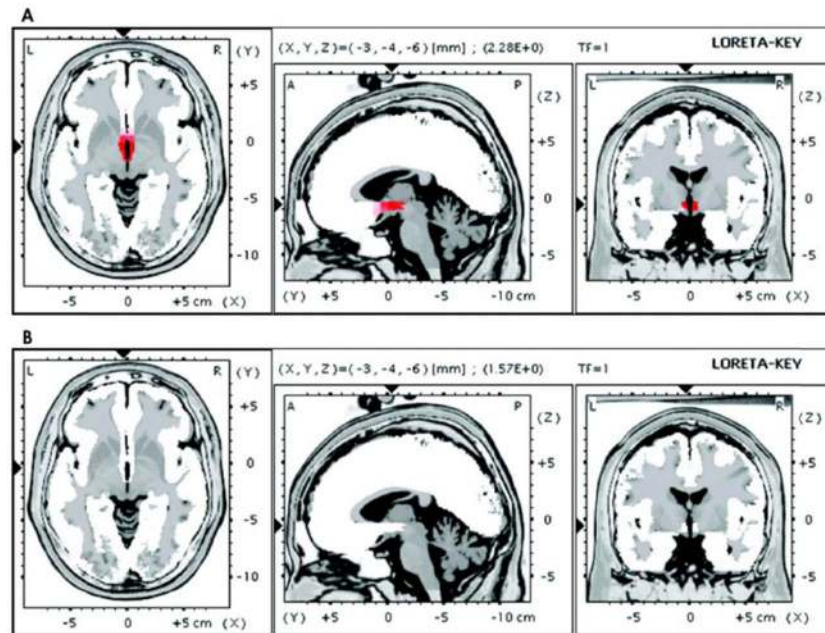 A
(X, Y, Z)=(-3, -4, -6) [mm] ; (2.28E+0) TF=1 LORETA-KEY
L R (Y) A P (Z) L R (Z)
+5 +5 +5
0 0 0
-5 -5 -5
-10
-5 0 +5 cm (X) (Y) +5 0 -5 -10 cm -5 0 +5 cm (X)
B
(X, Y, Z)=(-3, -4, -6) [mm] ; (1.57E+0) TF=1 LORETA-KEY
L R (Y) A P (Z) L R (Z)
+5 +5 +5
0 0 0
-5 -5 -5
-10
-5 0 +5 cm (X) (Y) +5 0 -5 -10 cm -5 0 +5 cm (X)